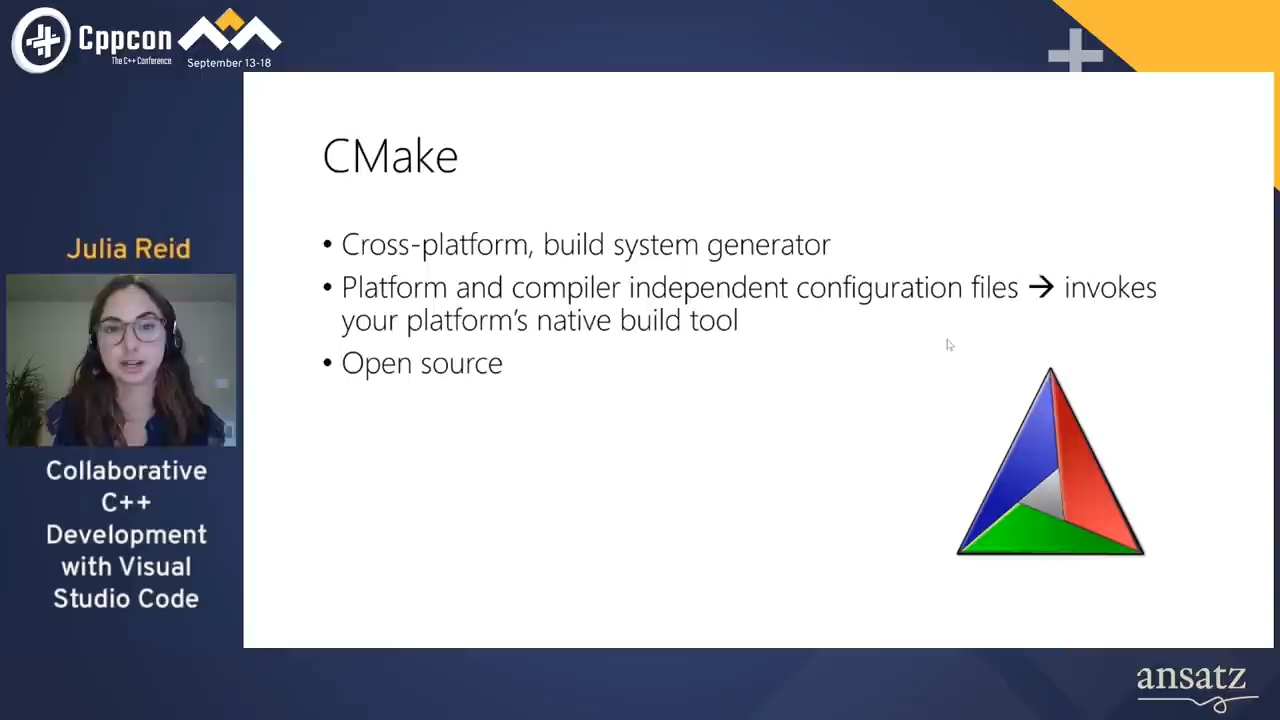 Cppcon
The C++ Conference
September 13-18
Julia Reid
Collaborative
C++
Development
with Visual
Studio Code
CMake
• Cross-platform, build system generator
• Platform and compiler independent configuration files → invokes
your platform's native build tool
• Open source
ansatz